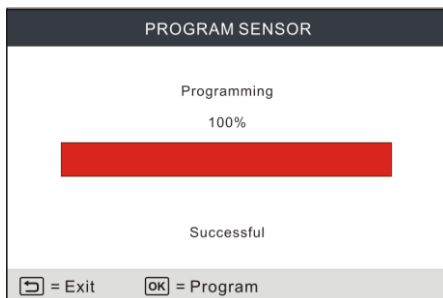 PROGRAM SENSOR
Programming
100%
Successful
= Exit OK = Program